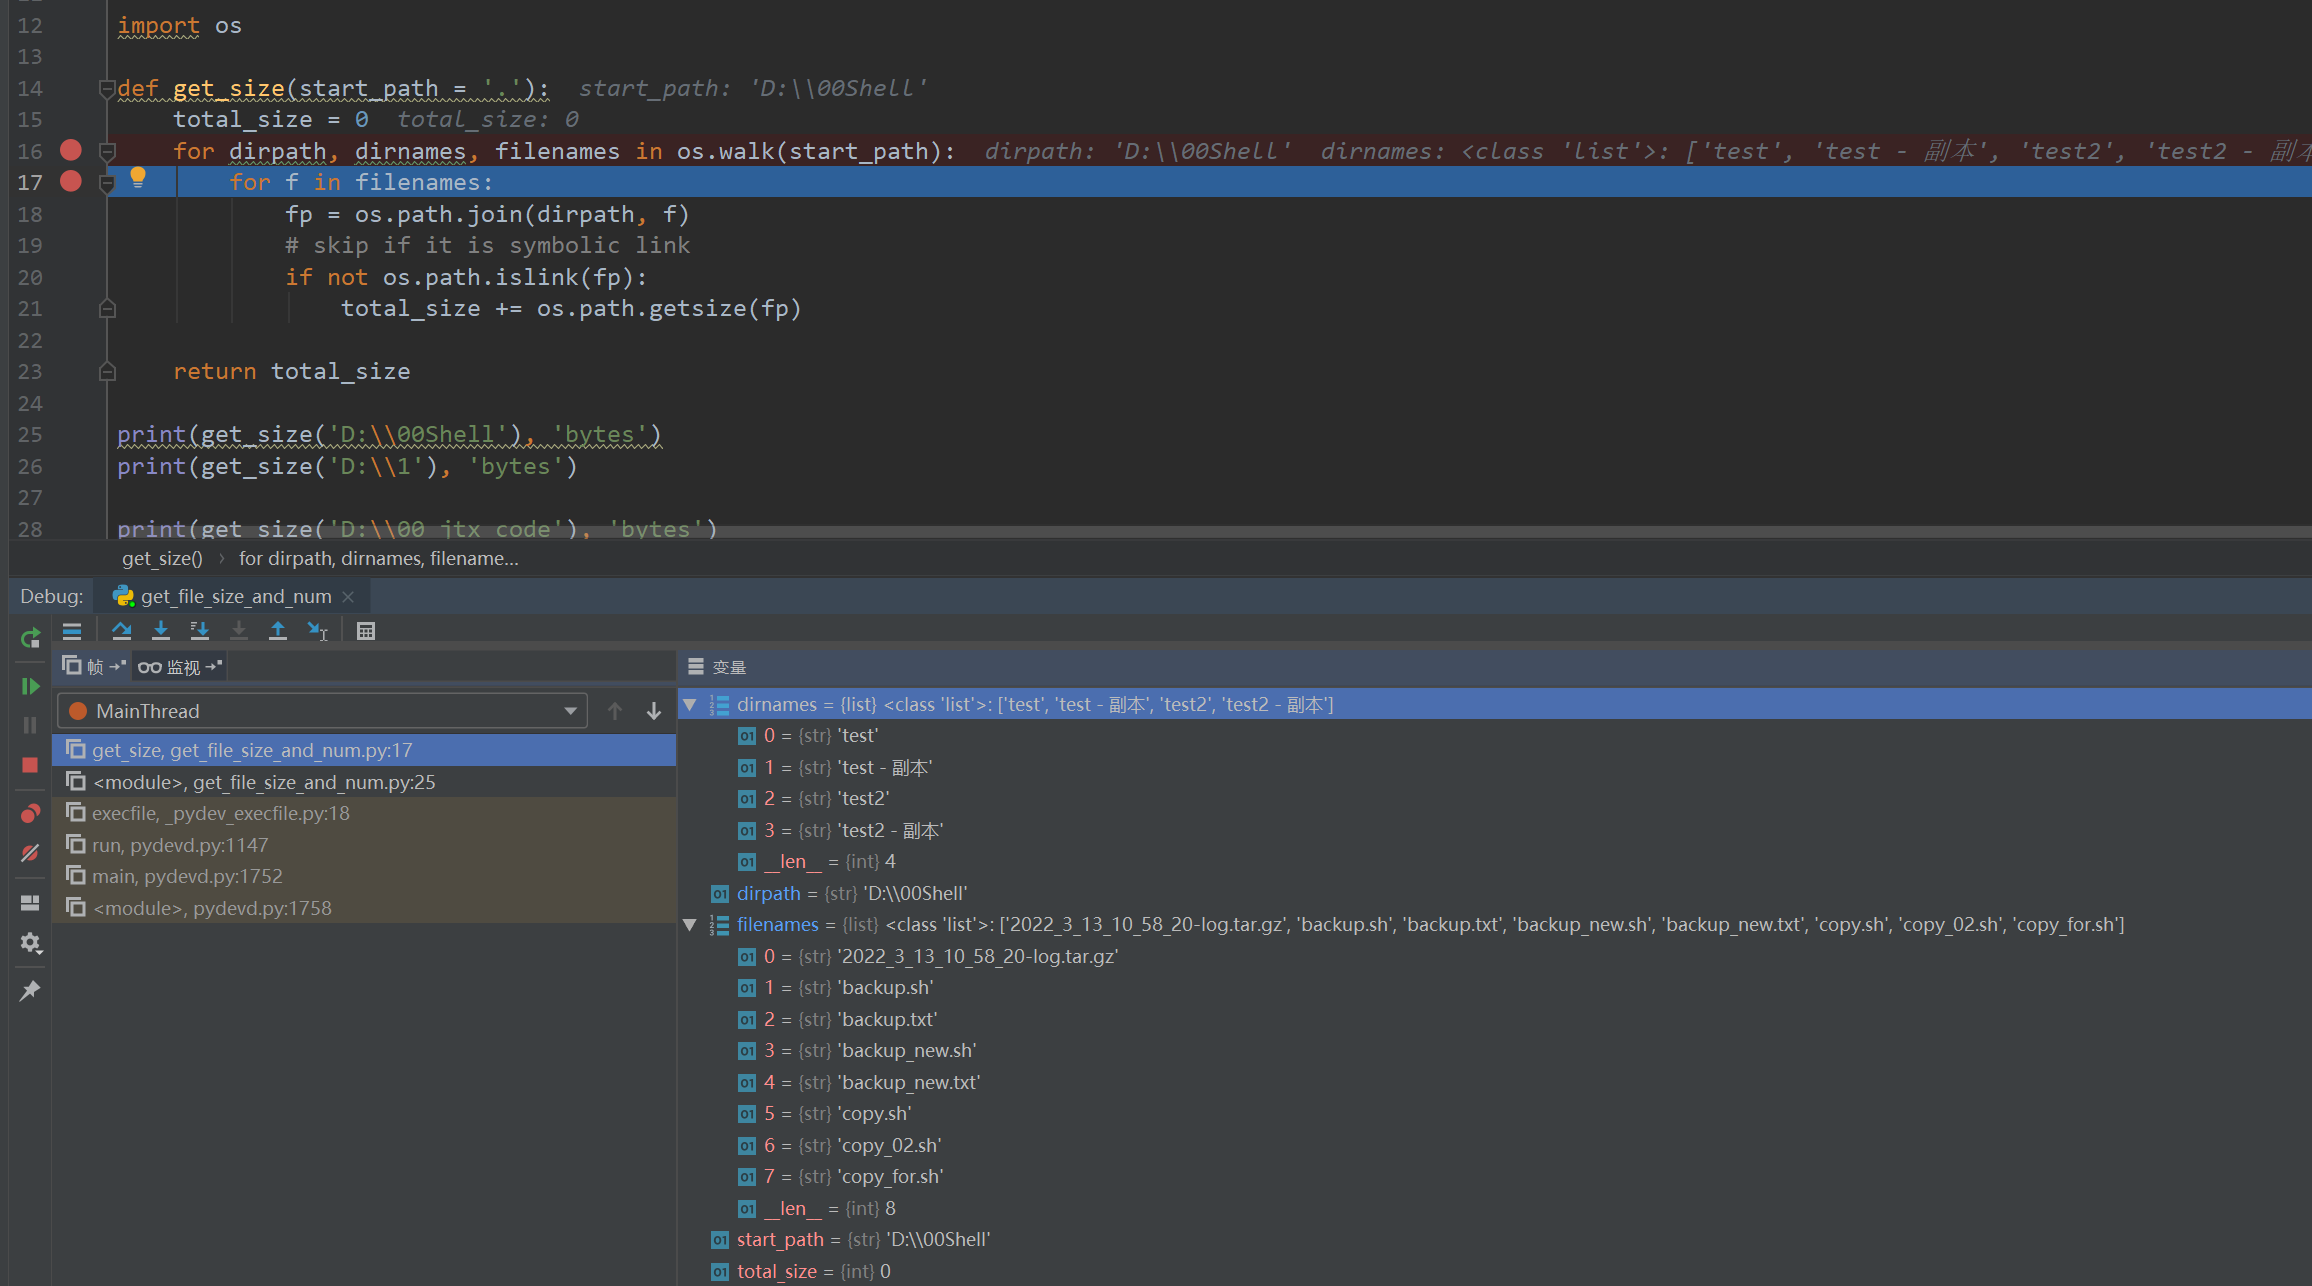 12 import os
13
14 def get_size(start_path = '.'): start_path: 'D:\\00Shell'
15 total_size = 0 total_size: 0
16 for dirpath, dirnames, filenames in os.walk(start_path): dirpath: 'D:\\00Shell' dirnames: <class 'list'>: ['test', 'test - 副本', 'test2', 'test2 - 副本
17 for f in filenames:
18 fp = os.path.join(dirpath, f)
19 # skip if it is symbolic link
20 if not os.path.islink(fp):
21 total_size += os.path.getsize(fp)
22
23 return total_size
24
25 print(get_size('D:\\00Shell'), 'bytes')
26 print(get_size('D:\\1'), 'bytes')
27
28 print(get_size('D:\\00_jtx_code'), 'bytes')
get_size() › for dirpath, dirnames, filename...
Debug: get_file_size_and_num
帧 监视 变量
MainThread
get_size, get_file_size_and_num.py:17
<module>, get_file_size_and_num.py:25
execfile, _pydev_execfile.py:18
run, pydevd.py:1147
main, pydevd.py:1752
<module>, pydevd.py:1758
dirnames = {list} <class 'list'>: ['test', 'test - 副本', 'test2', 'test2 - 副本']
0 = {str} 'test'
1 = {str} 'test - 副本'
2 = {str} 'test2'
3 = {str} 'test2 - 副本'
__len__ = {int} 4
dirpath = {str} 'D:\\00Shell'
filenames = {list} <class 'list'>: ['2022_3_13_10_58_20-log.tar.gz', 'backup.sh', 'backup.txt', 'backup_new.sh', 'backup_new.txt', 'copy.sh', 'copy_02.sh', 'copy_for.sh']
0 = {str} '2022_3_13_10_58_20-log.tar.gz'
1 = {str} 'backup.sh'
2 = {str} 'backup.txt'
3 = {str} 'backup_new.sh'
4 = {str} 'backup_new.txt'
5 = {str} 'copy.sh'
6 = {str} 'copy_02.sh'
7 = {str} 'copy_for.sh'
__len__ = {int} 8
start_path = {str} 'D:\\00Shell'
total_size = {int} 0